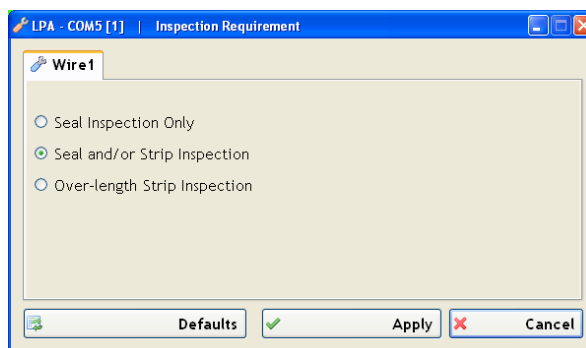 LPA - COM5 [1] | Inspection Requirement
Wire1
Seal Inspection Only
Seal and/or Strip Inspection
Over-length Strip Inspection
Defaults Apply Cancel